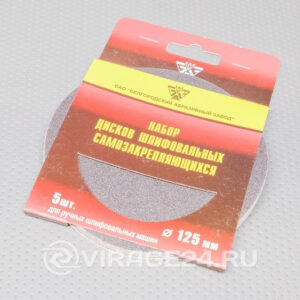 ОАО "БЕЛГОРОДСКИЙ АБРАЗИВНЫЙ ЗАВОД"
НАБОР
ДИСКОВ ШЛИФОВАЛЬНЫХ
САМОЗАКРЕПЛЯЮЩИХСЯ
5шт.
для ручных шлифовальных машин
Ø 125 мм
VIRAGE24.RU